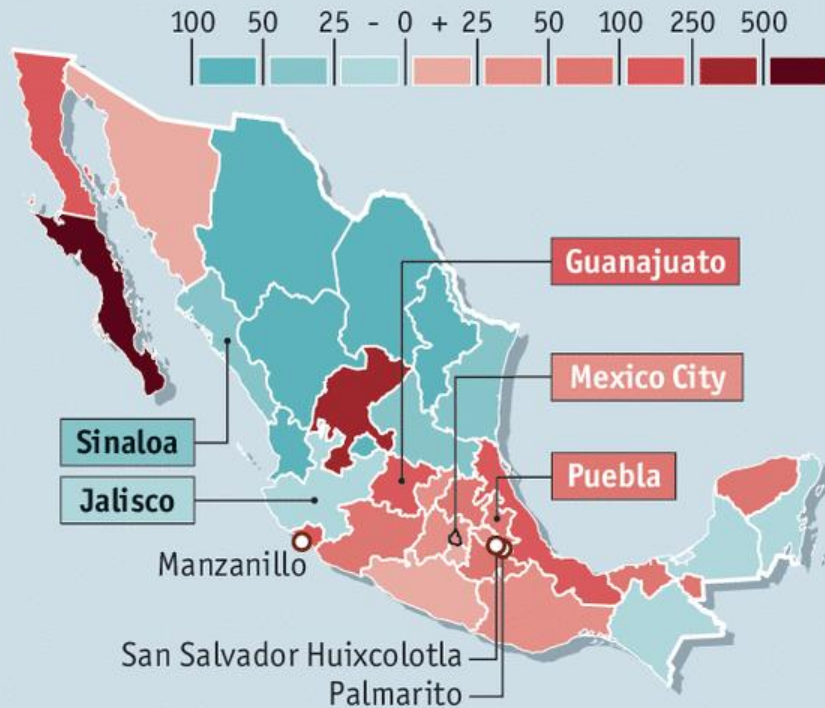 100 50 25 - 0 + 25 50 100 250 500
Guanajuato
Mexico City
Sinaloa
Puebla
Jalisco
Manzanillo
San Salvador Huixcolotla
Palmarito